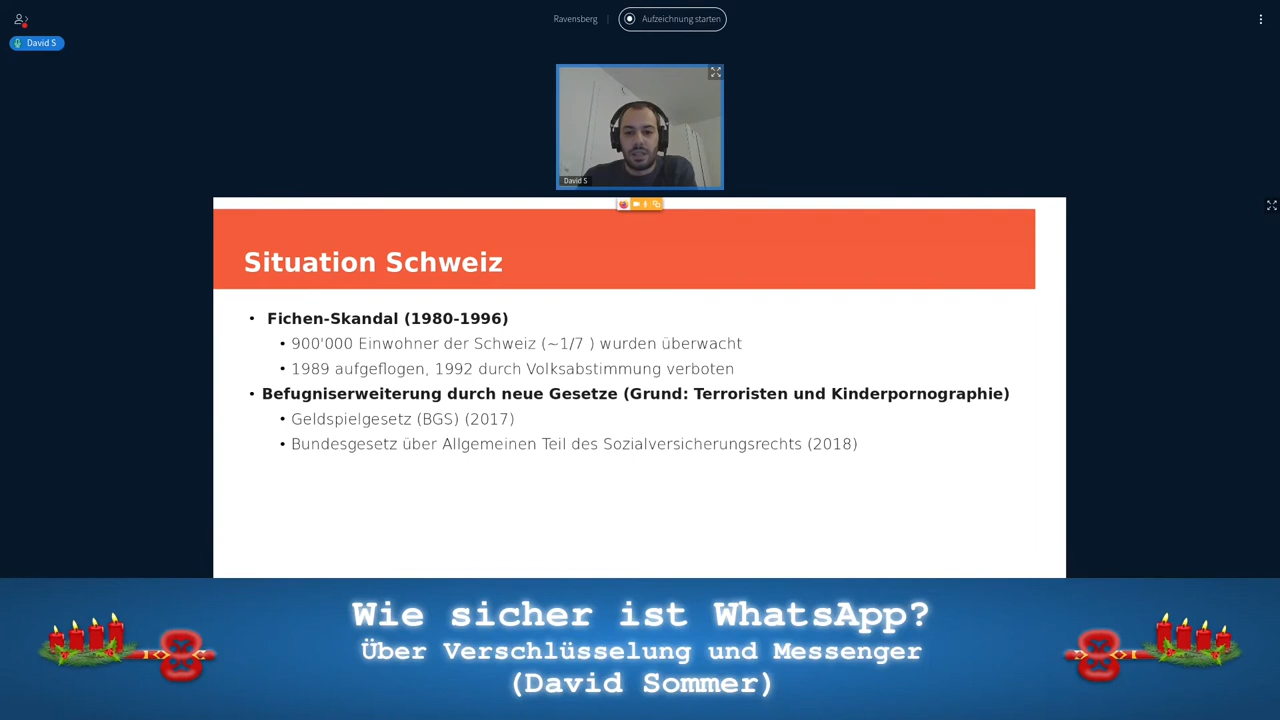 Ravensberg
Aufzeichnung starten
David S
David S
Situation Schweiz
• Fichen-Skandal (1980-1996)
• 900'000 Einwohner der Schweiz (~1/7 ) wurden überwacht
• 1989 aufgeflogen, 1992 durch Volksabstimmung verboten
• Befugniserweiterung durch neue Gesetze (Grund: Terroristen und Kinderpornographie)
• Geldspielgesetz (BGS) (2017)
• Bundesgesetz über Allgemeinen Teil des Sozialversicherungsrechts (2018)
Wie sicher ist WhatsApp?
Über Verschlüsselung und Messenger
(David Sommer)